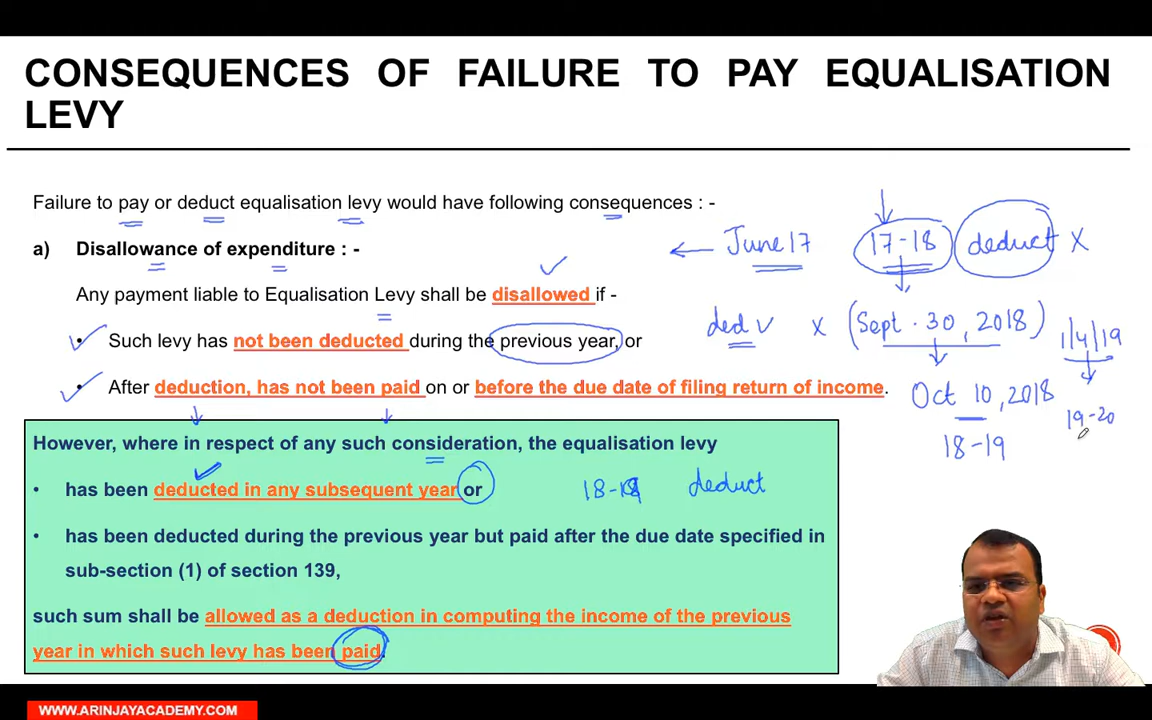 CONSEQUENCES OF FAILURE TO PAY EQUALISATION
LEVY
Failure to pay or deduct equalisation levy would have following consequences : -
a) Disallowance of expenditure : -
Any payment liable to Equalisation Levy shall be disallowed if -
• Such levy has not been deducted during the previous year, or
• After deduction, has not been paid on or before the due date of filing return of income.
However, where in respect of any such consideration, the equalisation levy
• has been deducted in any subsequent year or
• has been deducted during the previous year but paid after the due date specified in
sub-section (1) of section 139,
such sum shall be allowed as a deduction in computing the income of the previous
year in which such levy has been paid.
← June 17 17-18 deduct X
ded ✓ x (Sept. 30, 2018)
1/4/19
Oct 10, 2018
19-20
18-19
18-19 deduct
WWW.ARINJAYACADEMY.COM